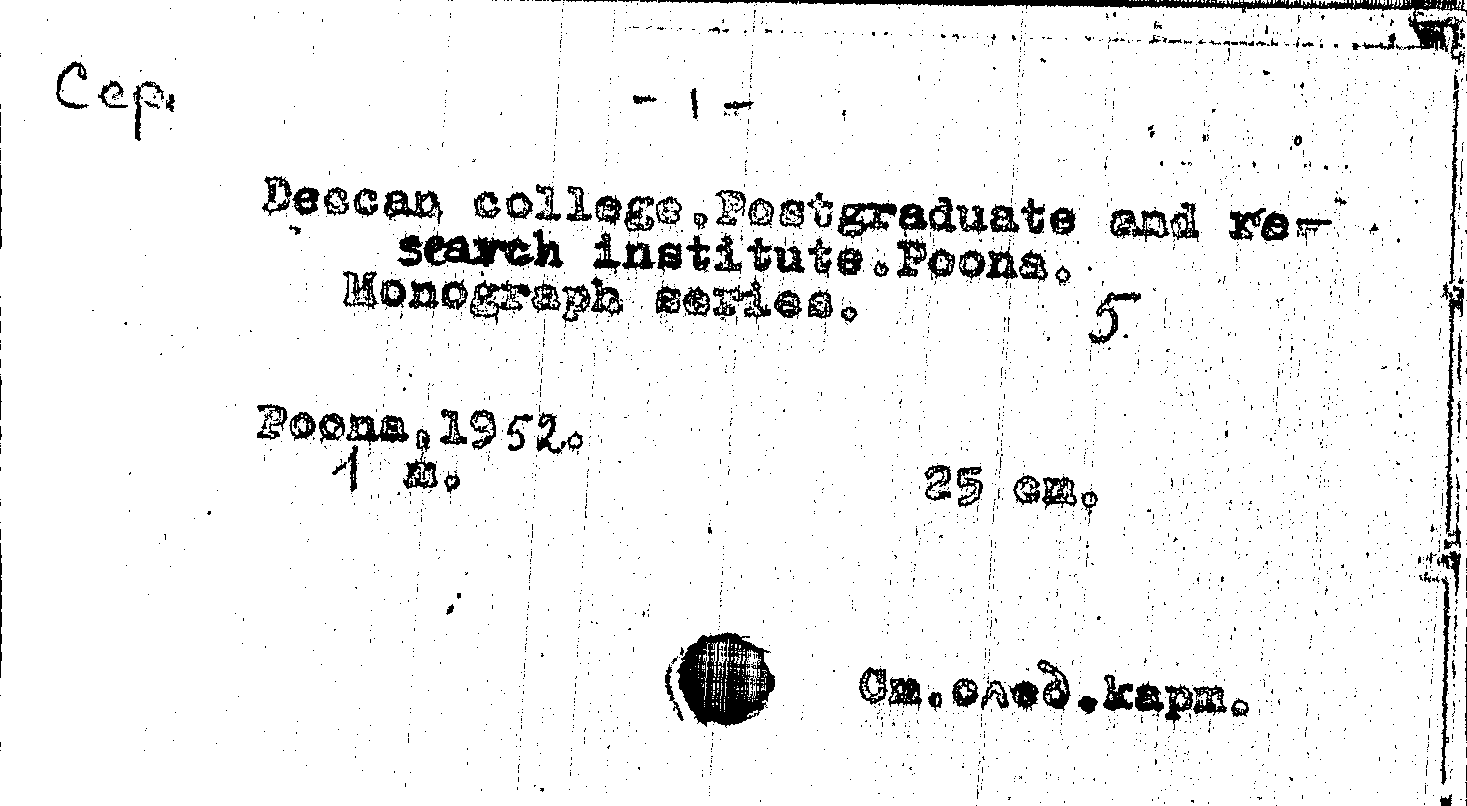 Сер.
- 1 -
Deccan college.Postgraduate and re-
search institute.Poona.
Monograph series. 5
Poona,1952.
1 т. 25 cm.
См.след.карт.